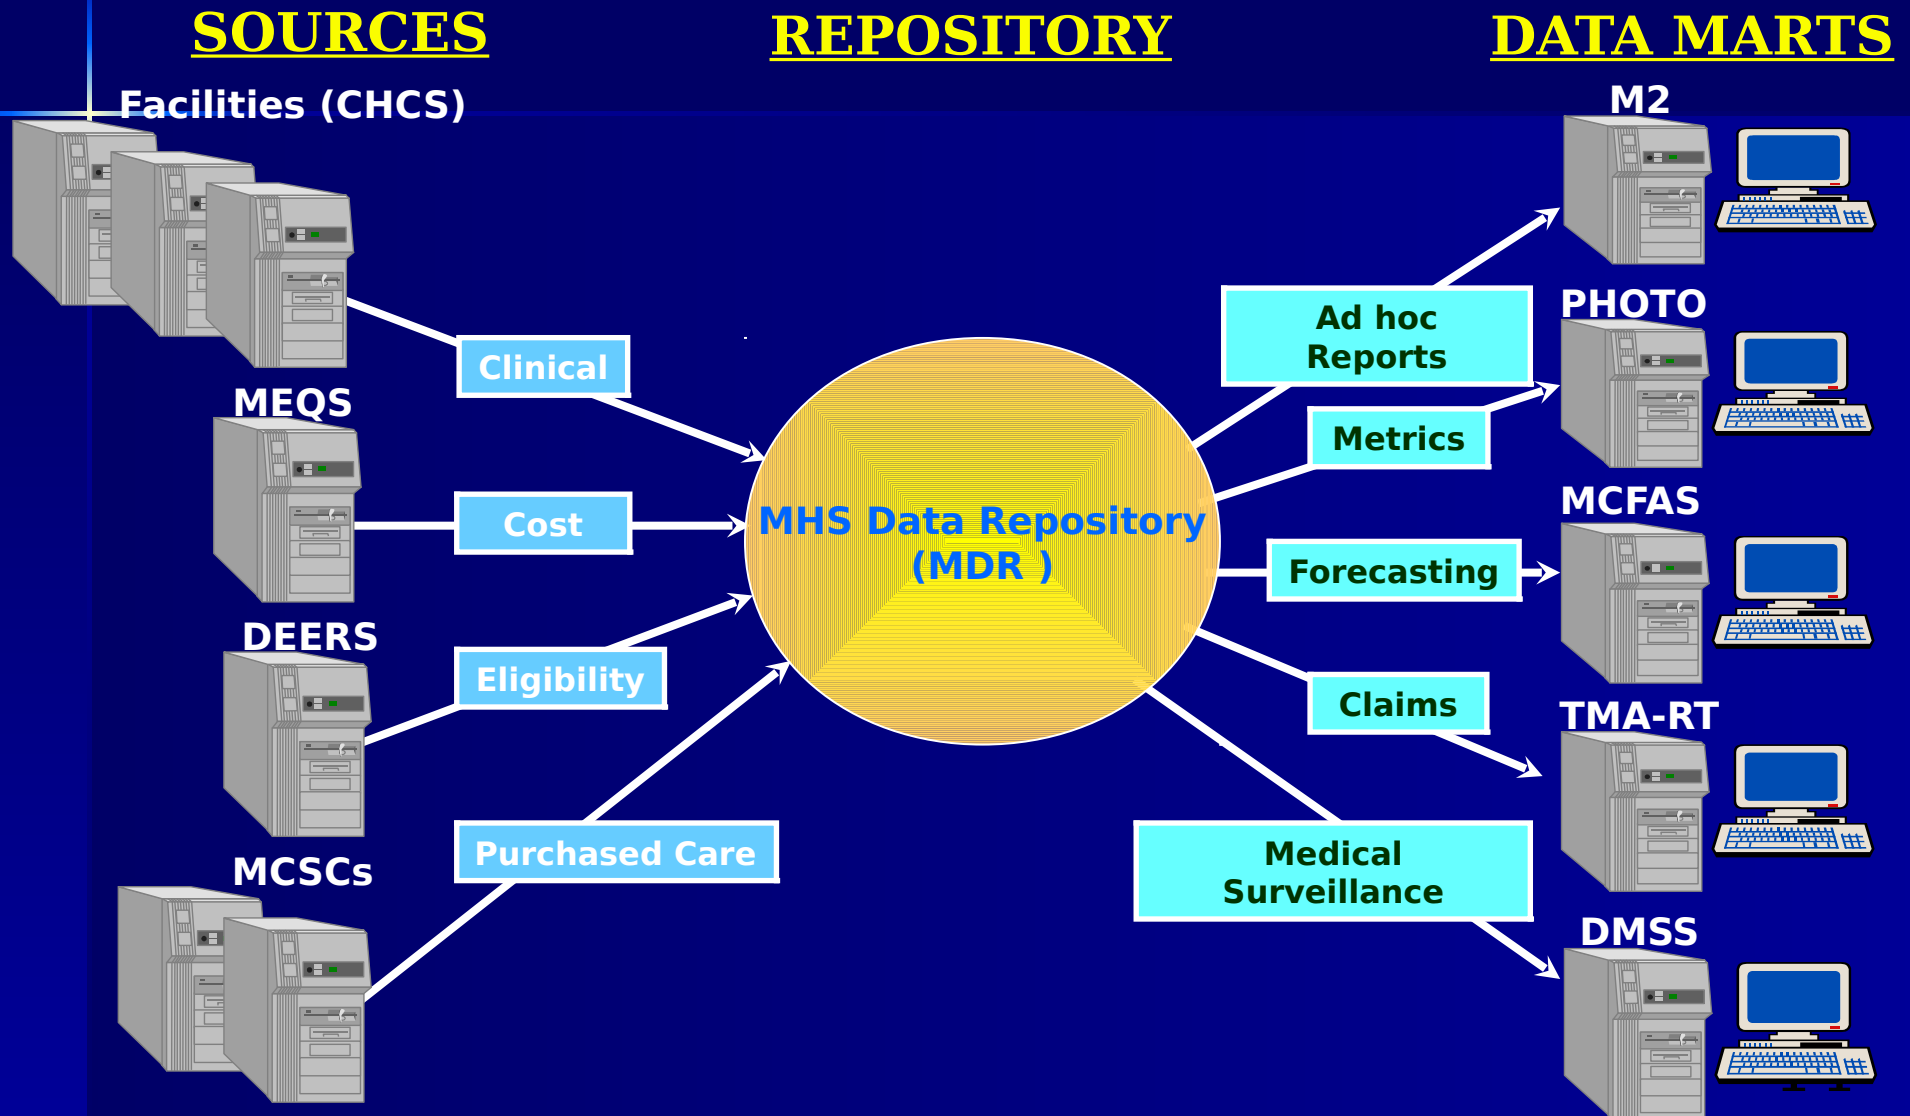 SOURCES
REPOSITORY
DATA MARTS
Facilities (CHCS)
M2
PHOTO
Ad hoc
Reports
Clinical
MEQS
Metrics
MCFAS
Cost
MHS Data Repository
(MDR )
Forecasting
DEERS
Eligibility
Claims
TMA-RT
Purchased Care
MCSCs
Medical
Surveillance
DMSS